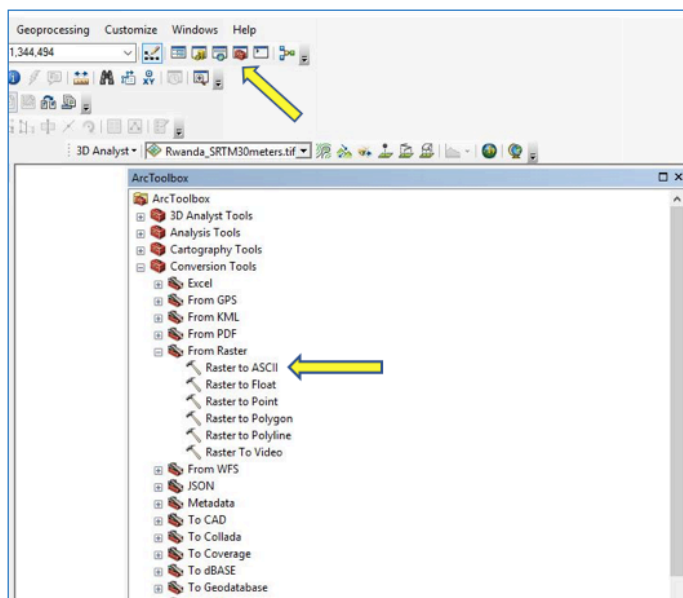 Geoprocessing Customize Windows Help
1,344,494
XY
3D Analyst Rwanda_SRTM30meters.tif
ArcToolbox
ArcToolbox
3D Analyst Tools
Analysis Tools
Cartography Tools
Conversion Tools
Excel
From GPS
From KML
From PDF
From Raster
Raster to ASCII
Raster to Float
Raster to Point
Raster to Polygon
Raster to Polyline
Raster To Video
From WFS
JSON
Metadata
To CAD
To Collada
To Coverage
To dBASE
To Geodatabase